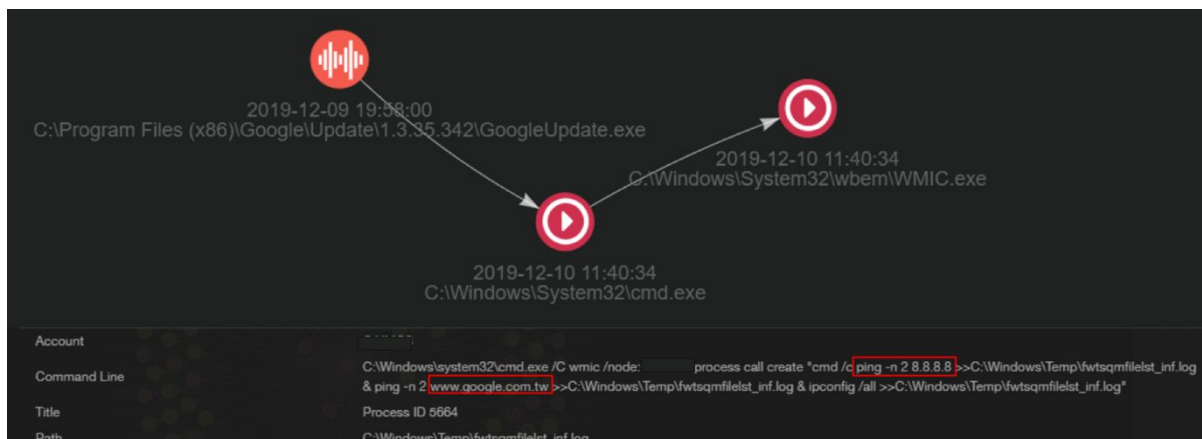 2019-12-09 19:58:00
C:\Program Files (x86)\Google\Update\1.3.35.342\GoogleUpdate.exe
2019-12-10 11:40:34
C:\Windows\System32\wbem\WMIC.exe
2019-12-10 11:40:34
C:\Windows\System32\cmd.exe
Account
Command Line
C:\Windows\system32\cmd.exe /C wmic /node: process call create "cmd /c ping -n 2 8.8.8.8 >>C:\Windows\Temp\fwtsqmfilelst_inf.log
& ping -n 2 www.google.com.tw >>C:\Windows\Temp\fwtsqmfilelst_inf.log & ipconfig /all >>C:\Windows\Temp\fwtsqmfilelst_inf.log"
Title Process ID 5664
Path C:\Windows\Temp\fwtsqmfilelst_inf.log